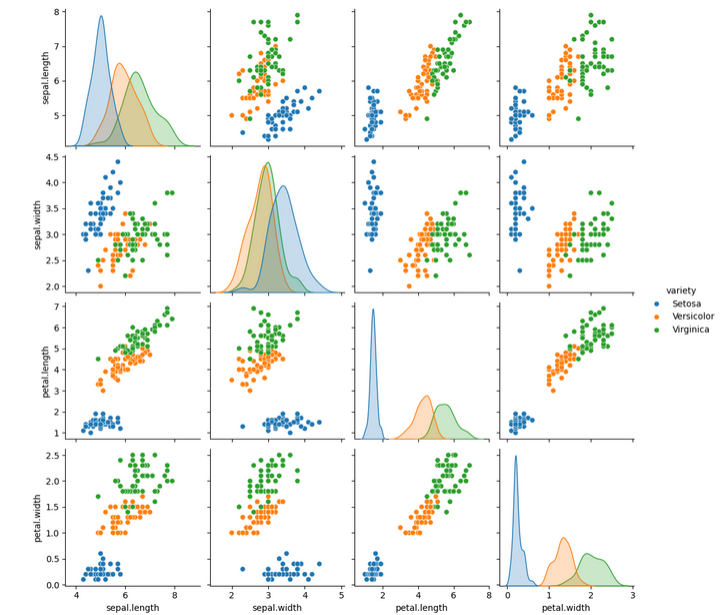 8
7
6
5
sepal.length
4.5
4.0
3.5
3.0
2.5
2.0
sepal.width
variety
Setosa
Versicolor
Virginica
7
6
5
4
3
2
1
petal.length
2.5
2.0
1.5
1.0
0.5
0.0
petal.width
4 6 8 2 3 4 5 2 4 6 8 0 1 2 3
sepal.length sepal.width petal.length petal.width